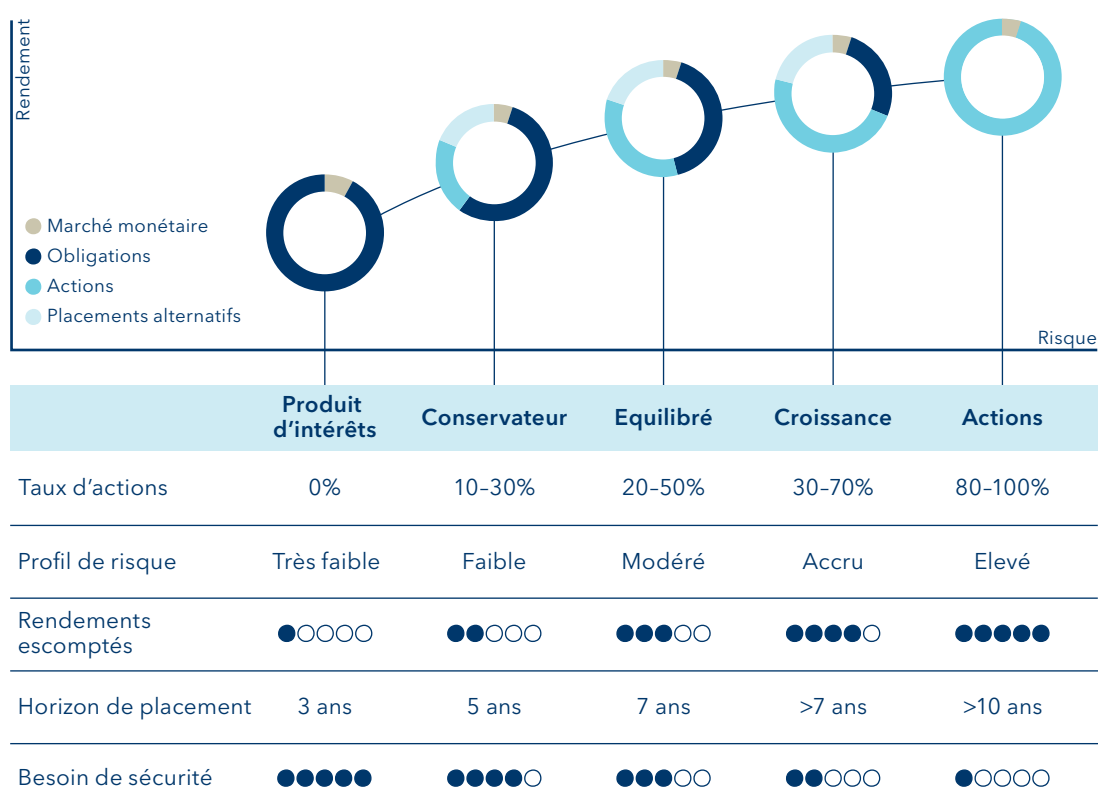 Rendement
Marché monétaire
Obligations
Actions
Placements alternatifs
Risque
Produit
d’intérêts
Conservateur
Equilibré
Croissance
Actions
Taux d’actions
0%
10–30%
20–50%
30–70%
80–100%
Profil de risque
Très faible
Faible
Modéré
Accru
Elevé
Rendements
escomptés
Horizon de placement
3 ans
5 ans
7 ans
>7 ans
>10 ans
Besoin de sécurité